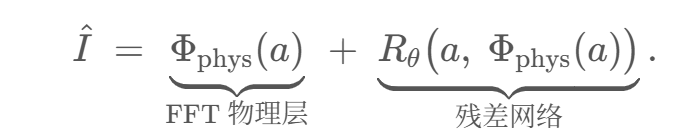 Î = Φ_phys(a) + R_θ(a, Φ_phys(a)).
FFT 物理层 残差网络